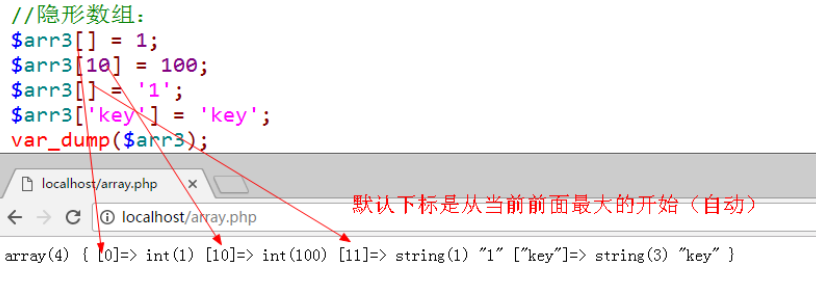 //隐形数组：
$arr3[] = 1;
$arr3[10] = 100;
$arr3[] = '1';
$arr3['key'] = 'key';
var_dump($arr3);
localhost/array.php
localhost/array.php
默认下标是从当前前面最大的开始（自动）
array(4) { [0]=> int(1) [10]=> int(100) [11]=> string(1) "1" ["key"]=> string(3) "key" }